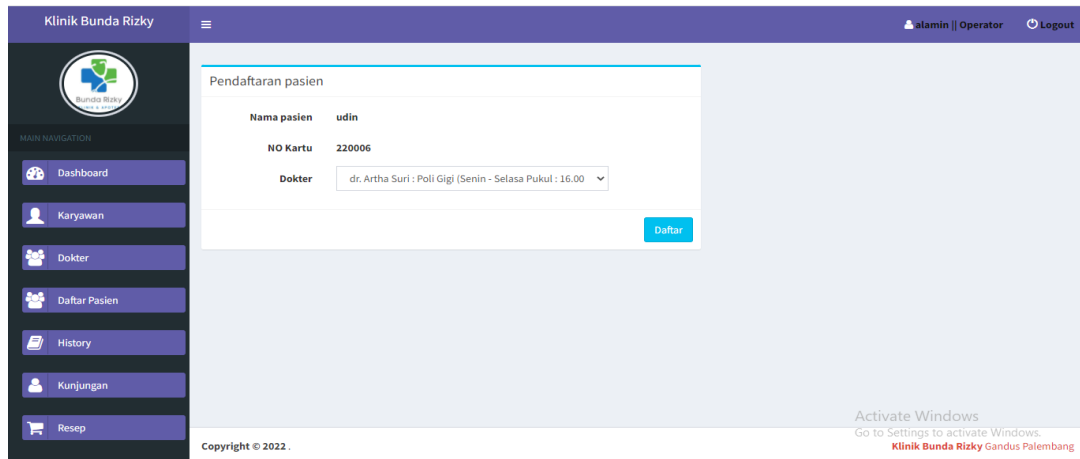 Klinik Bunda Rizky
alamin || Operator
Logout
Bunda Rizky
MAIN NAVIGATION
Dashboard
Karyawan
Dokter
Daftar Pasien
History
Kunjungan
Resep
Pendaftaran pasien
Nama pasien udin
NO Kartu 220006
Dokter dr. Artha Suri : Poli Gigi (Senin - Selasa Pukul : 16.00
Daftar
Activate Windows
Go to Settings to activate Windows.
Copyright © 2022 .
Klinik Bunda Rizky Gandus Palembang